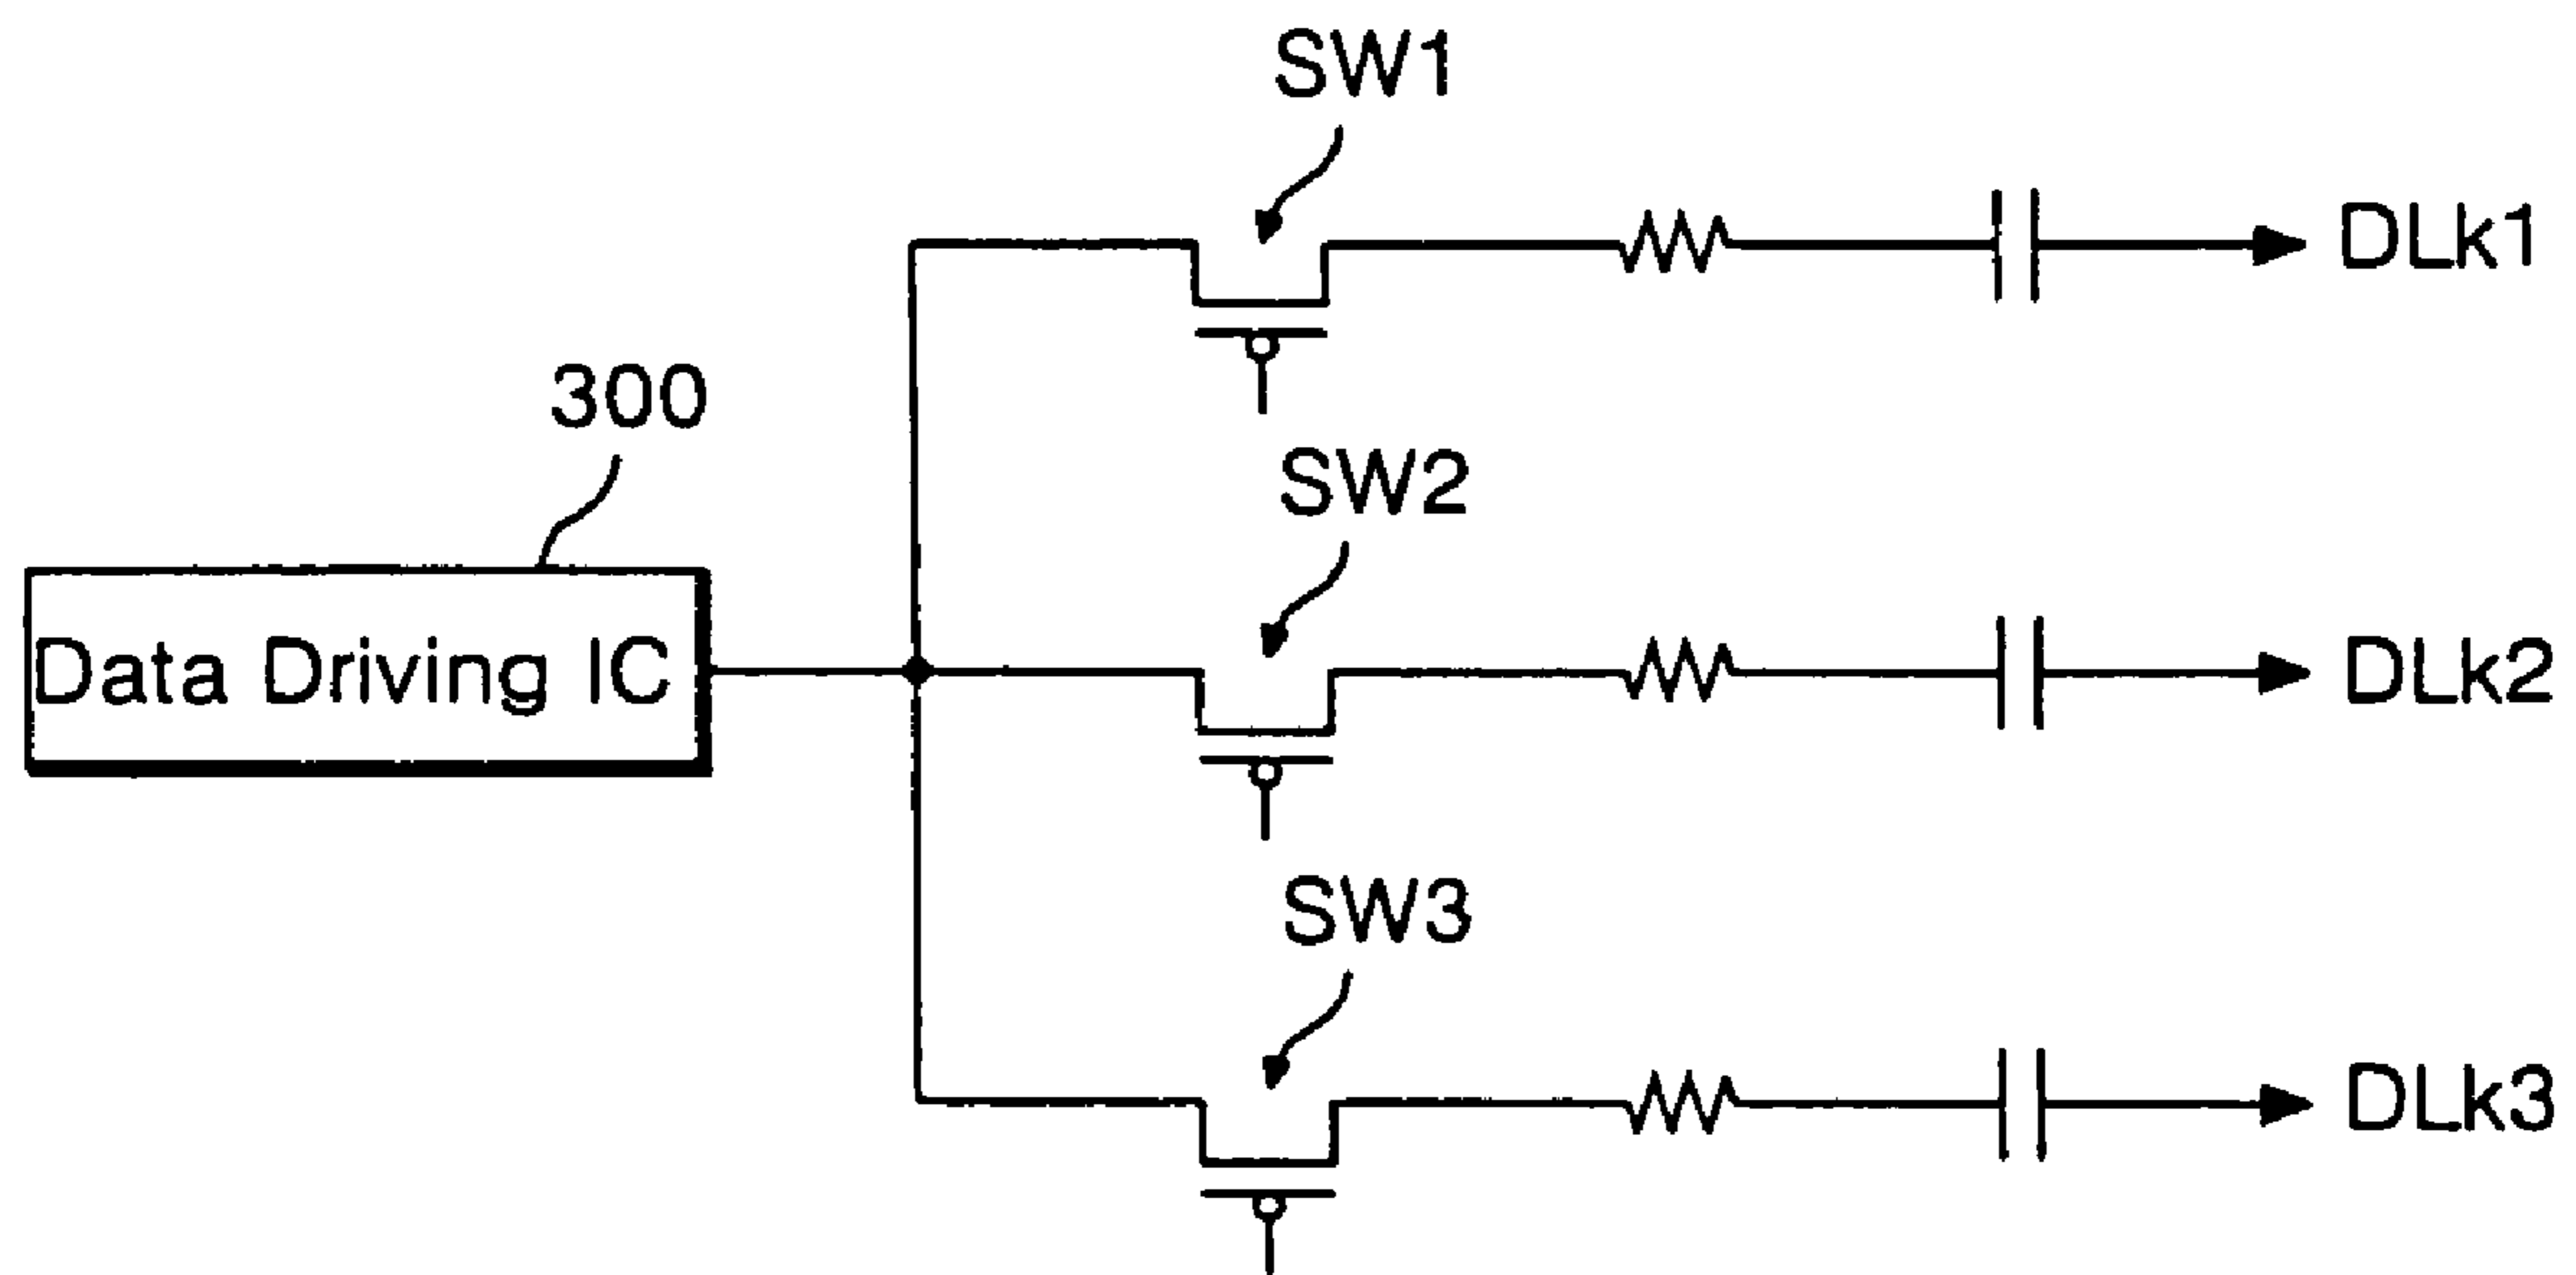 SW1
DLk1
300
SW2
Data Driving IC
DLk2
SW3
DLk3